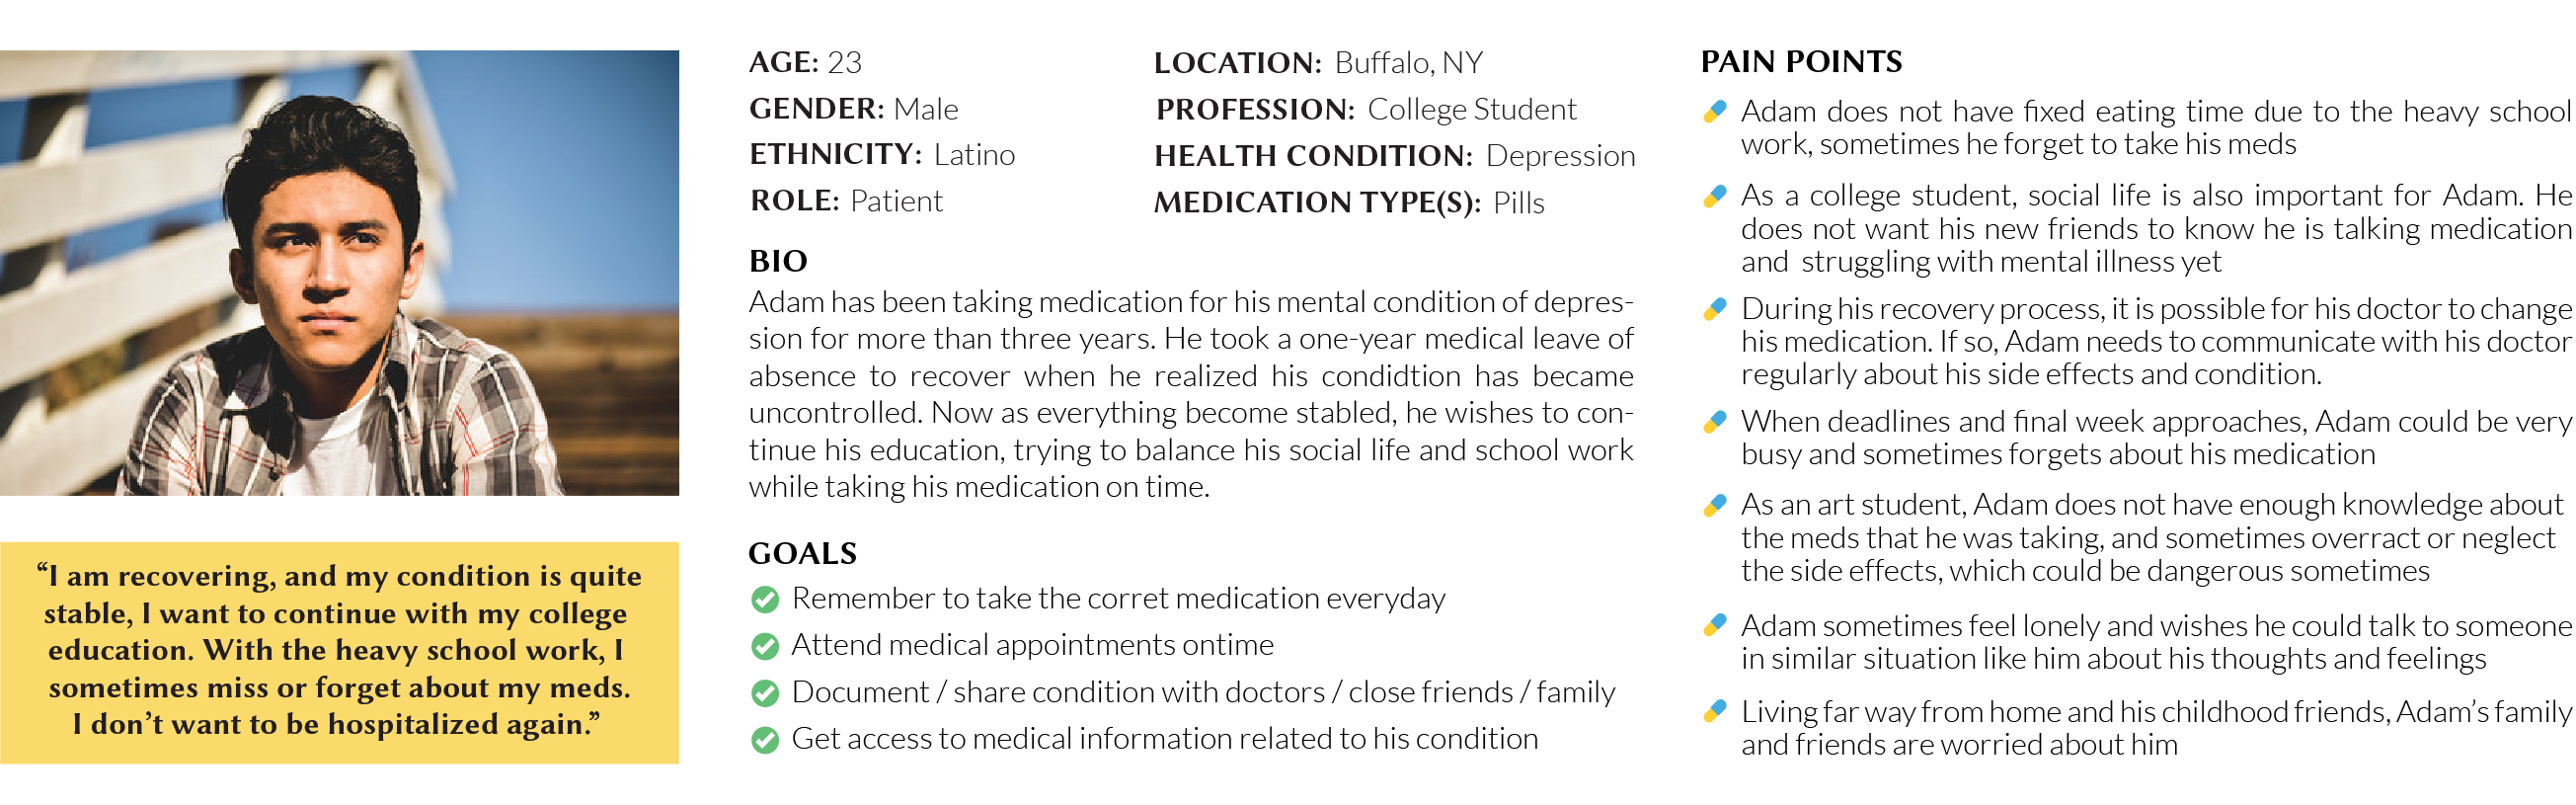 “I am recovering, and my condition is quite
stable, I want to continue with my college
education. With the heavy school work, I
sometimes miss or forget about my meds.
I don’t want to be hospitalized again.”
AGE: 23
GENDER: Male
ETHNICITY: Latino
ROLE: Patient
LOCATION: Buffalo, NY
PROFESSION: College Student
HEALTH CONDITION: Depression
MEDICATION TYPE(S): Pills
BIO
Adam has been taking medication for his mental condition of depres-
sion for more than three years. He took a one-year medical leave of
absence to recover when he realized his condidtion has became
uncontrolled. Now as everything become stabled, he wishes to con-
tinue his education, trying to balance his social life and school work
while taking his medication on time.
GOALS
Remember to take the corret medication everyday
Attend medical appointments ontime
Document / share condition with doctors / close friends / family
Get access to medical information related to his condition
PAIN POINTS
Adam does not have fixed eating time due to the heavy school
work, sometimes he forget to take his meds
As a college student, social life is also important for Adam. He
does not want his new friends to know he is talking medication
and struggling with mental illness yet
During his recovery process, it is possible for his doctor to change
his medication. If so, Adam needs to communicate with his doctor
regularly about his side effects and condition.
When deadlines and final week approaches, Adam could be very
busy and sometimes forgets about his medication
As an art student, Adam does not have enough knowledge about
the meds that he was taking, and sometimes overract or neglect
the side effects, which could be dangerous sometimes
Adam sometimes feel lonely and wishes he could talk to someone
in similar situation like him about his thoughts and feelings
Living far way from home and his childhood friends, Adam’s family
and friends are worried about him